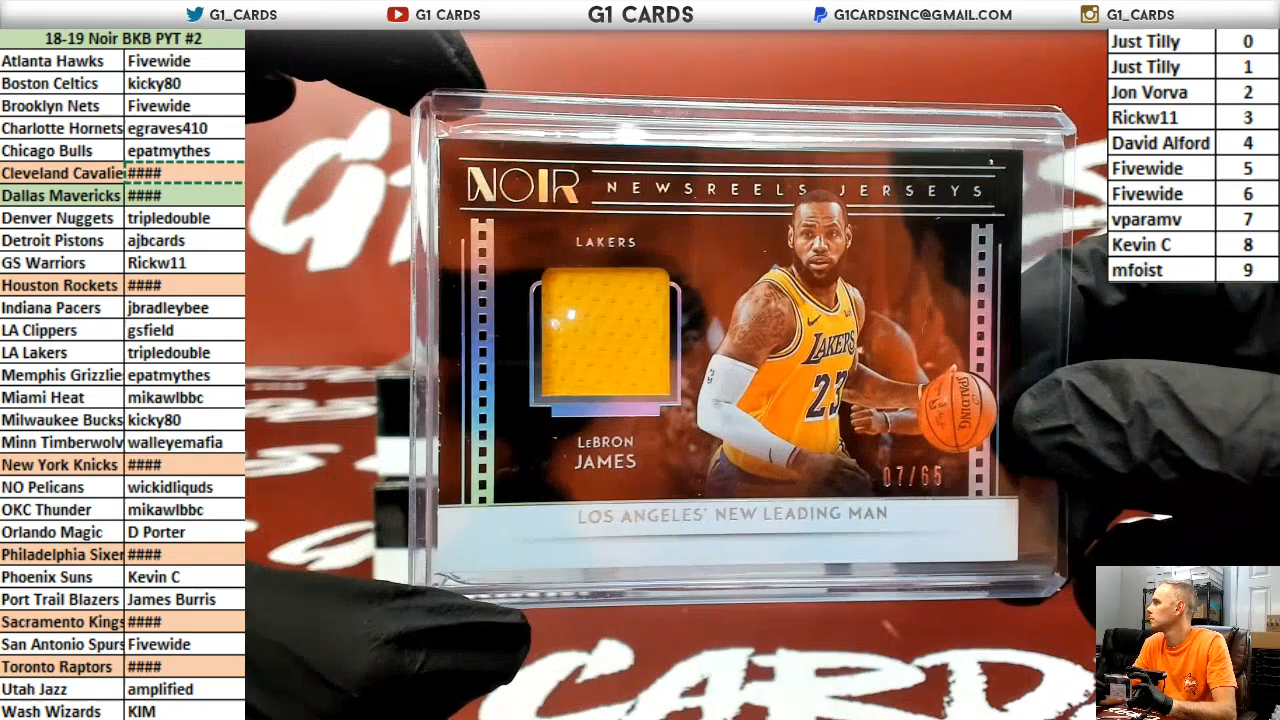 G1_CARDS
G1 CARDS
G1 CARDS
G1CARDSINC@GMAIL.COM
G1_CARDS
18-19 Noir BKB PYT #2
Atlanta Hawks Fivewide
Boston Celtics kicky80
Brooklyn Nets Fivewide
Charlotte Hornets egraves410
Chicago Bulls epatmythes
Cleveland Cavalie ####
Dallas Mavericks ####
Denver Nuggets tripledouble
Detroit Pistons ajbcards
GS Warriors Rickw11
Houston Rockets ####
Indiana Pacers jbradleybee
LA Clippers gsfield
LA Lakers tripledouble
Memphis Grizzlie epatmythes
Miami Heat mikawlbbc
Milwaukee Bucks kicky80
Minn Timberwolv walleyemafia
New York Knicks ####
NO Pelicans wickidliquds
OKC Thunder mikawlbbc
Orlando Magic D Porter
Philadelphia Sixer ####
Phoenix Suns Kevin C
Port Trail Blazers James Burris
Sacramento Kings ####
San Antonio Spurs Fivewide
Toronto Raptors ####
Utah Jazz amplified
Wash Wizards KIM
NOIR NEWSREELS JERSEYS
LAKERS
LAKERS
23
SPALDING
LeBRON
JAMES
07/65
LOS ANGELES' NEW LEADING MAN
CARD
Just Tilly 0
Just Tilly 1
Jon Vorva 2
Rickw11 3
David Alford 4
Fivewide 5
Fivewide 6
vparamv 7
Kevin C 8
mfoist 9